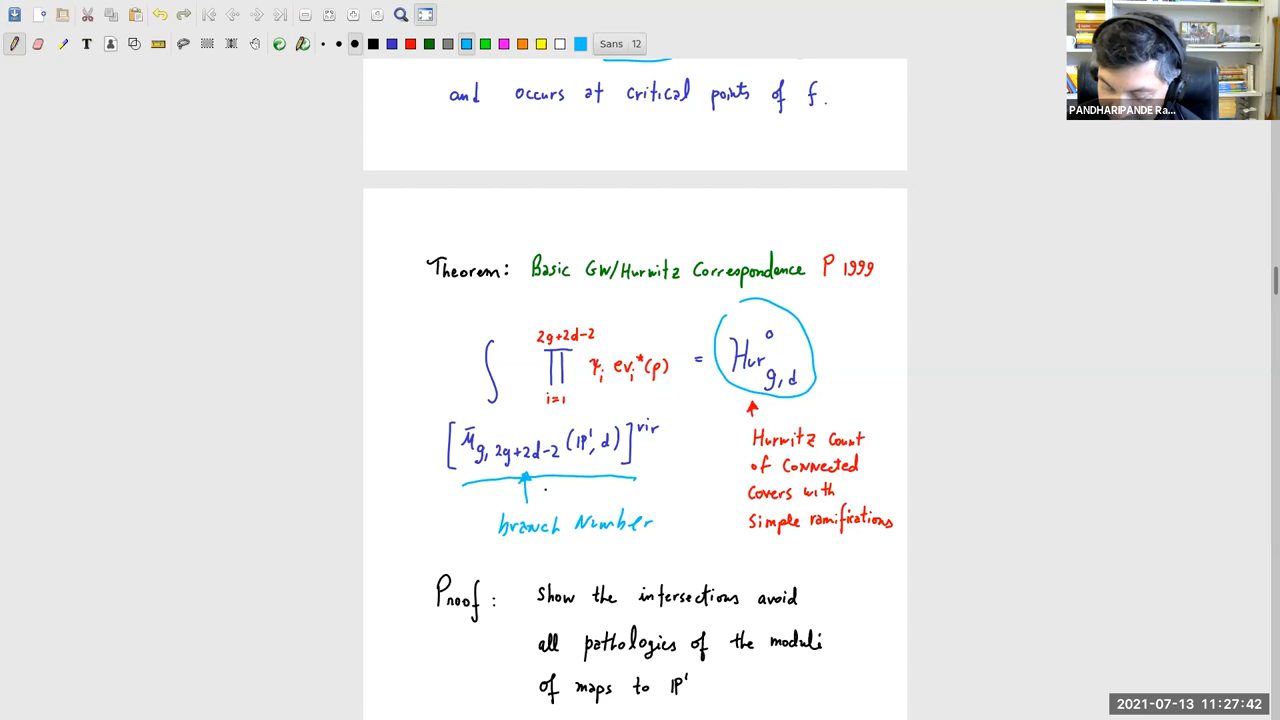 Sans 12
PANDHARIPANDE Ra...
and occurs at critical points of f.
Theorem: Basic GW/Hurwitz Correspondence P 1999
∫_{[M̄_{g, 2g+2d-2}(ℙ¹, d)]^{vir}} ∏_{i=1}^{2g+2d-2} ψ_i ev_i^*(p) = Hur^o_{g,d}
branch Number
Hurwitz Count
of Connected
Covers with
Simple ramifications
Proof: Show the intersections avoid
all pathologies of the moduli
of maps to ℙ¹
2021-07-13 11:27:42